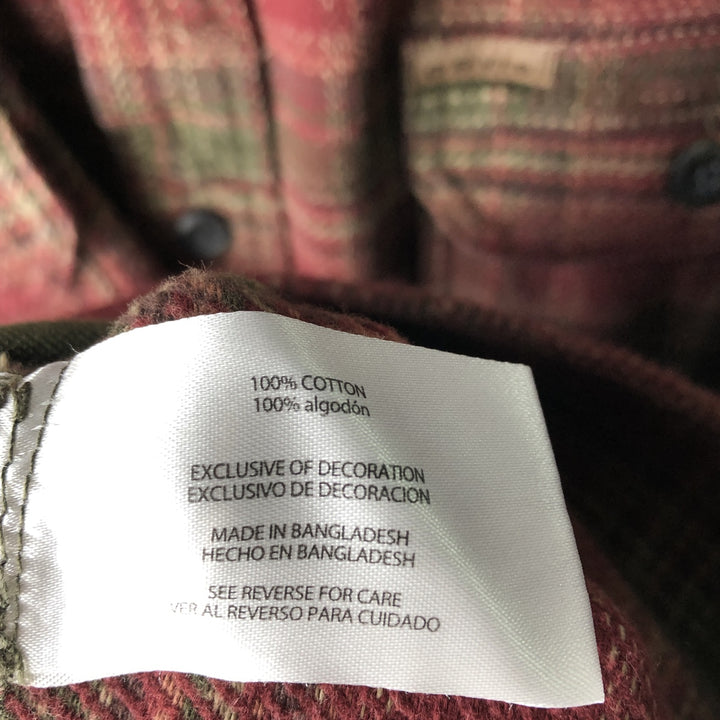 100% COTTON
100% algodón
EXCLUSIVE OF DECORATION
EXCLUSIVO DE DECORACION
MADE IN BANGLADESH
HECHO EN BANGLADESH
SEE REVERSE FOR CARE
VER AL REVERSO PARA CUIDADO